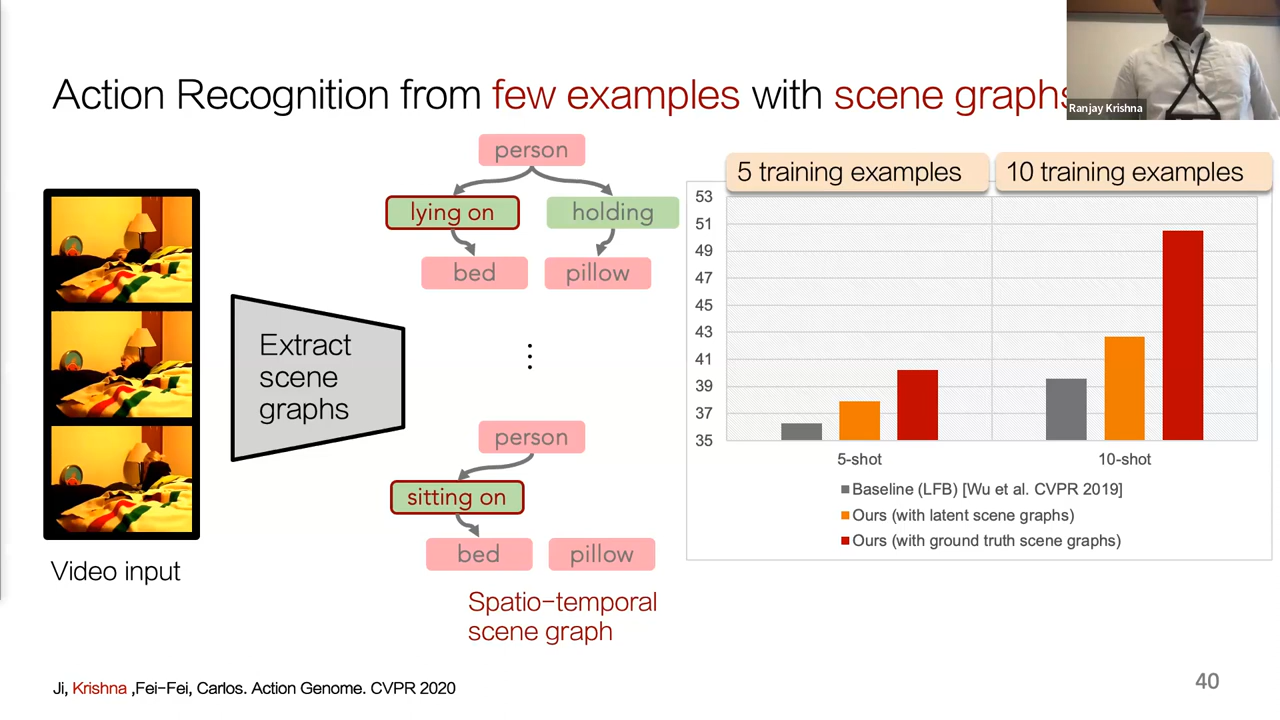 Action Recognition from few examples with scene graphs
Ranjay Krishna
person
lying on
holding
bed
pillow
Extract
scene
graphs
person
sitting on
bed
pillow
Video input
Spatio-temporal
scene graph
5 training examples
10 training examples
53
51
49
47
45
43
41
39
37
35
5-shot
10-shot
Baseline (LFB) [Wu et al. CVPR 2019]
Ours (with latent scene graphs)
Ours (with ground truth scene graphs)
Ji, Krishna ,Fei-Fei, Carlos. Action Genome. CVPR 2020
40